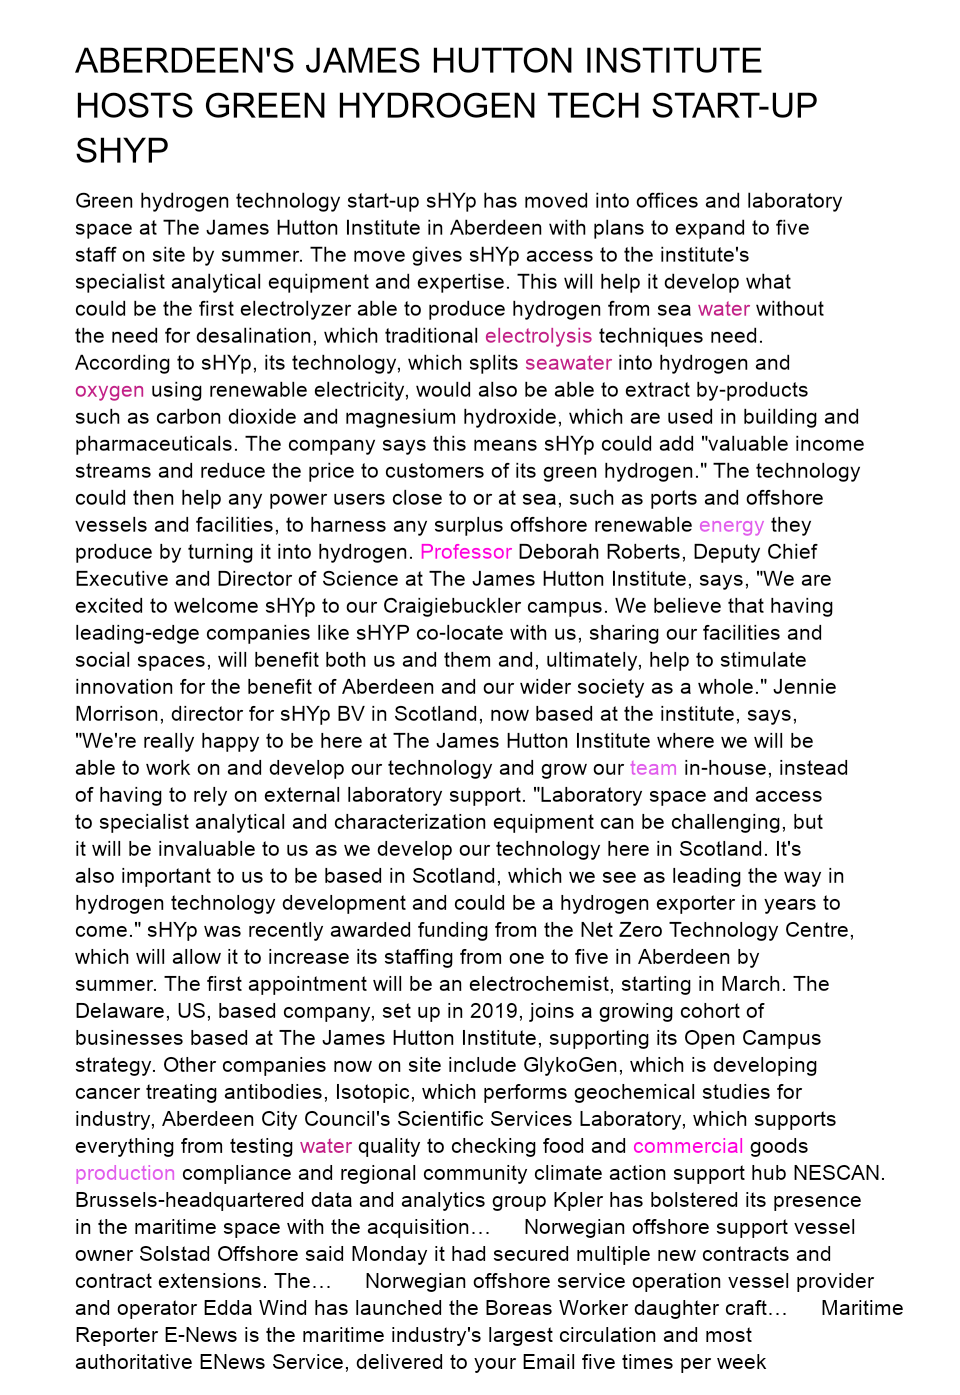 ABERDEEN'S JAMES HUTTON INSTITUTE
HOSTS GREEN HYDROGEN TECH START-UP
SHYP
Green hydrogen technology start-up sHYp has moved into offices and laboratory
space at The James Hutton Institute in Aberdeen with plans to expand to five
staff on site by summer. The move gives sHYp access to the institute's
specialist analytical equipment and expertise. This will help it develop what
could be the first electrolyzer able to produce hydrogen from sea water without
the need for desalination, which traditional electrolysis techniques need.
According to sHYp, its technology, which splits seawater into hydrogen and
oxygen using renewable electricity, would also be able to extract by-products
such as carbon dioxide and magnesium hydroxide, which are used in building and
pharmaceuticals. The company says this means sHYp could add "valuable income
streams and reduce the price to customers of its green hydrogen." The technology
could then help any power users close to or at sea, such as ports and offshore
vessels and facilities, to harness any surplus offshore renewable energy they
produce by turning it into hydrogen. Professor Deborah Roberts, Deputy Chief
Executive and Director of Science at The James Hutton Institute, says, "We are
excited to welcome sHYp to our Craigiebuckler campus. We believe that having
leading-edge companies like sHYP co-locate with us, sharing our facilities and
social spaces, will benefit both us and them and, ultimately, help to stimulate
innovation for the benefit of Aberdeen and our wider society as a whole." Jennie
Morrison, director for sHYp BV in Scotland, now based at the institute, says,
"We're really happy to be here at The James Hutton Institute where we will be
able to work on and develop our technology and grow our team in-house, instead
of having to rely on external laboratory support. "Laboratory space and access
to specialist analytical and characterization equipment can be challenging, but
it will be invaluable to us as we develop our technology here in Scotland. It's
also important to us to be based in Scotland, which we see as leading the way in
hydrogen technology development and could be a hydrogen exporter in years to
come." sHYp was recently awarded funding from the Net Zero Technology Centre,
which will allow it to increase its staffing from one to five in Aberdeen by
summer. The first appointment will be an electrochemist, starting in March. The
Delaware, US, based company, set up in 2019, joins a growing cohort of
businesses based at The James Hutton Institute, supporting its Open Campus
strategy. Other companies now on site include GlykoGen, which is developing
cancer treating antibodies, Isotopic, which performs geochemical studies for
industry, Aberdeen City Council's Scientific Services Laboratory, which supports
everything from testing water quality to checking food and commercial goods
production compliance and regional community climate action support hub NESCAN.
Brussels-headquartered data and analytics group Kpler has bolstered its presence
in the maritime space with the acquisition… Norwegian offshore support vessel
owner Solstad Offshore said Monday it had secured multiple new contracts and
contract extensions. The… Norwegian offshore service operation vessel provider
and operator Edda Wind has launched the Boreas Worker daughter craft… Maritime
Reporter E-News is the maritime industry's largest circulation and most
authoritative ENews Service, delivered to your Email five times per week